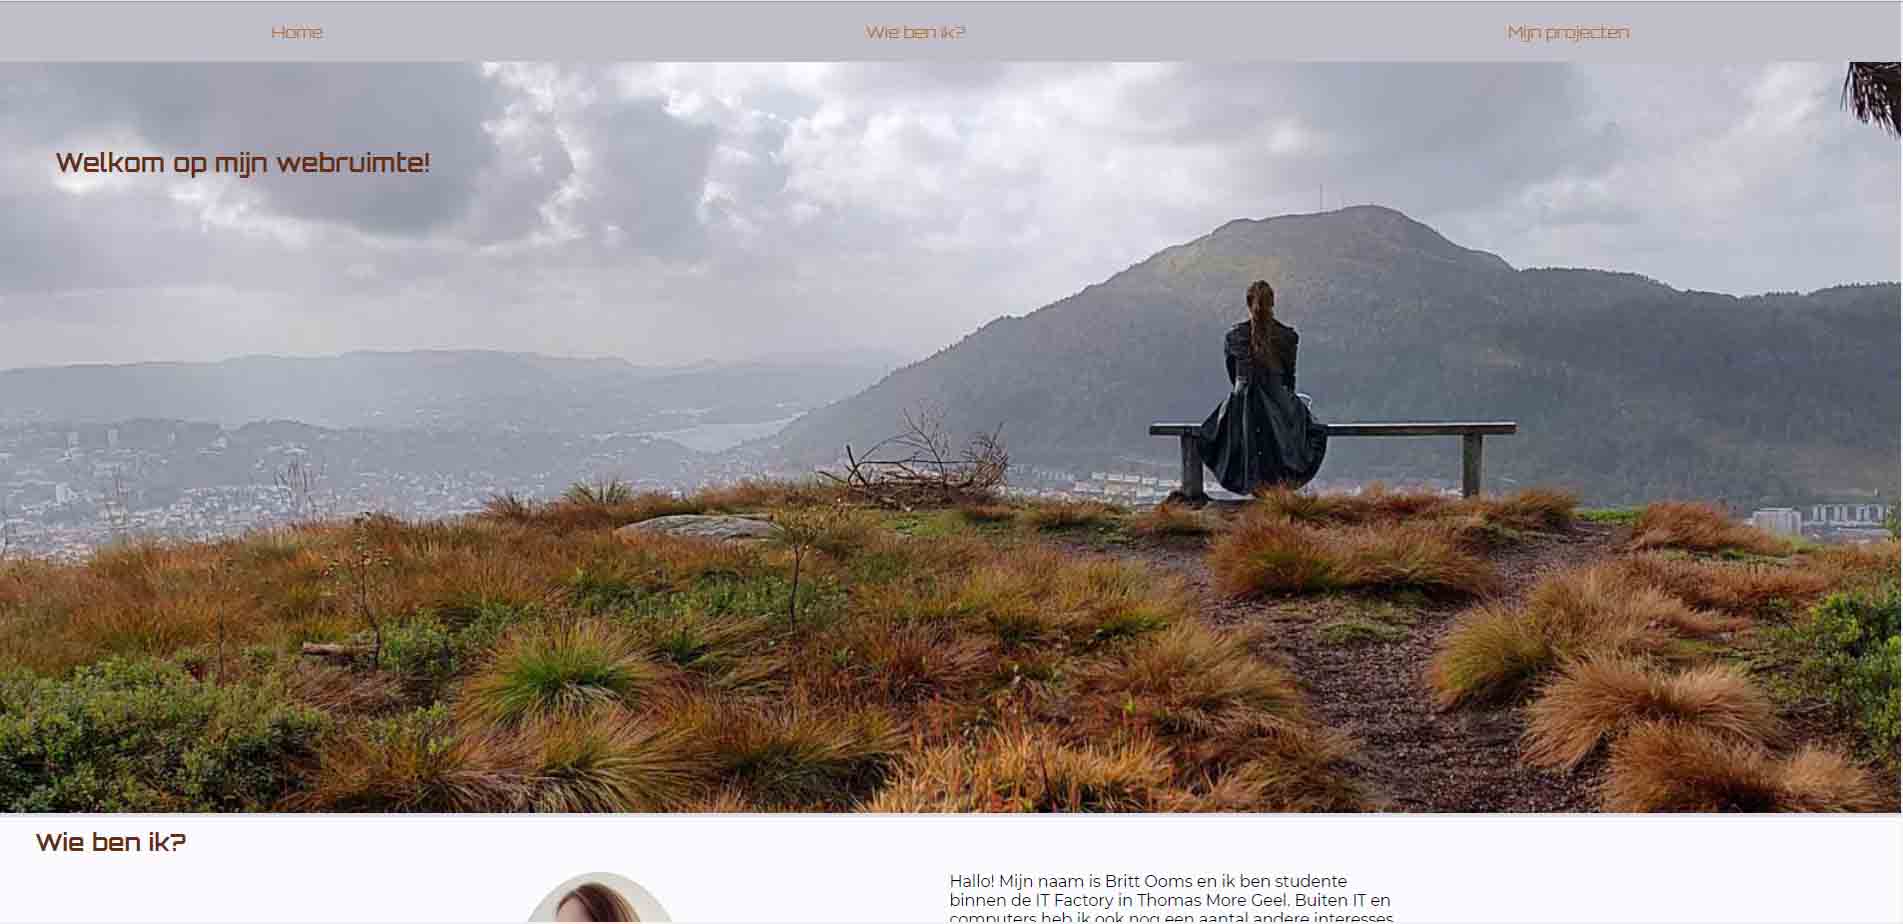 Home
Wie ben ik?
Mijn projecten
Welkom op mijn webruimte!
Wie ben ik?
Hallo! Mijn naam is Britt Ooms en ik ben studente
binnen de IT Factory in Thomas More Geel. Buiten IT en
computers heb ik ook nog een aantal andere interesses